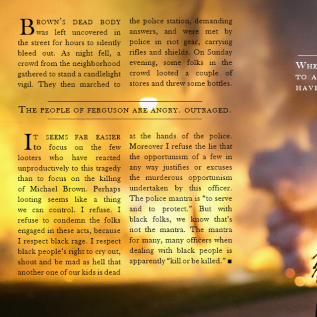 BROWN'S DEAD BODY
was left uncovered in
the street for hours to silently
bleed out. As night fell, a
crowd from the neighborhood
gathered to stand a candlelight
vigil. They then marched to
the police station, demanding
answers, and were met by
police in riot gear, carrying
rifles and shields. On Sunday
evening, some folks in the
crowd looted a couple of
stores and threw some bottles.
THE PEOPLE OF FERGUSON ARE ANGRY. OUTRAGED.
IT SEEMS FAR EASIER
to focus on the few
looters who have reacted
unproductively to this tragedy
than to focus on the killing
of Michael Brown. Perhaps
looting seems like a thing
we can control. I refuse. I
refuse to condemn the folks
engaged in these acts, because
I respect black rage. I respect
black people's right to cry out,
shout and be mad as hell that
another one of our kids is dead
at the hands of the police.
Moreover I refuse the lie that
the opportunism of a few in
any way justifies or excuses
the murderous opportunism
undertaken by this officer.
The police mantra is "to serve
and to protect." But with
black folks, we know that's
not the mantra. The mantra
for many, many officers when
dealing with black people is
apparently "kill or be killed." ■
WHE
TO A
HAV